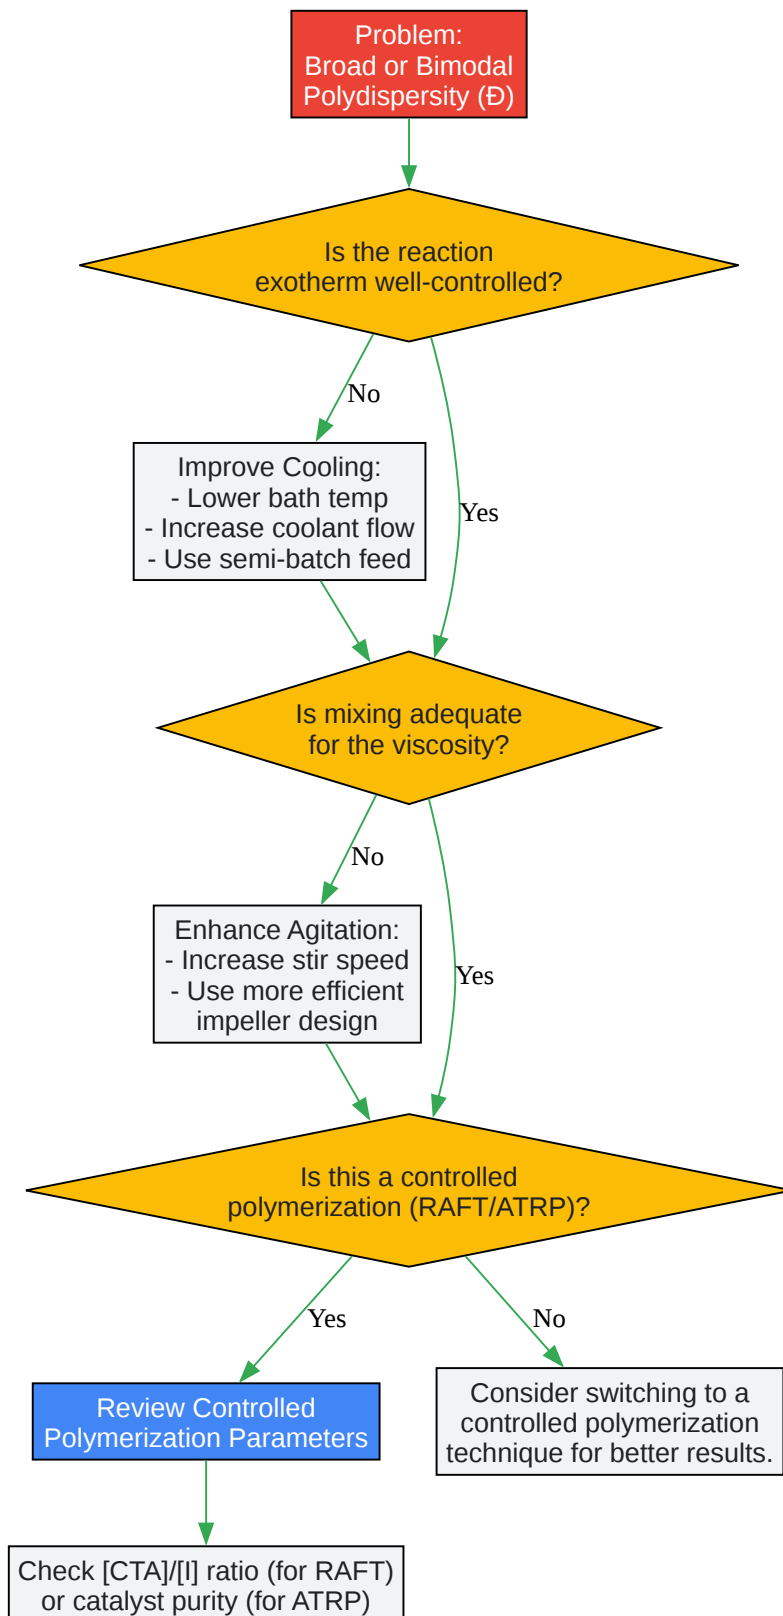 Problem:
Broad or Bimodal
Polydispersity (Đ)
Is the reaction
exotherm well-controlled?
No
Yes
Improve Cooling:
- Lower bath temp
- Increase coolant flow
- Use semi-batch feed
Is mixing adequate
for the viscosity?
No
Yes
Enhance Agitation:
- Increase stir speed
- Use more efficient
impeller design
Is this a controlled
polymerization (RAFT/ATRP)?
Yes
No
Review Controlled
Polymerization Parameters
Consider switching to a
controlled polymerization
technique for better results.
Check [CTA]/[I] ratio (for RAFT)
or catalyst purity (for ATRP)